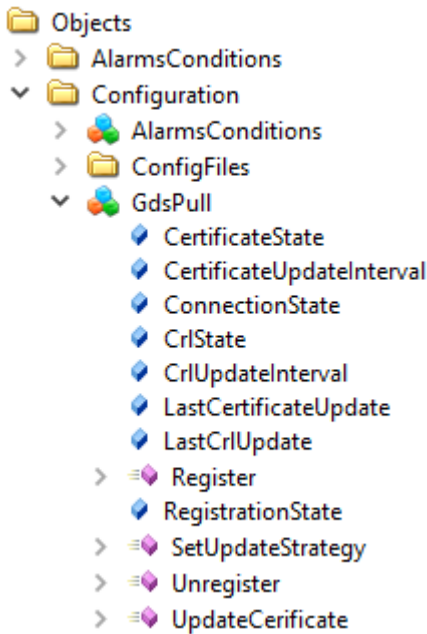 Objects
AlarmsConditions
Configuration
AlarmsConditions
ConfigFiles
GdsPull
CertificateState
CertificateUpdateInterval
ConnectionState
CrlState
CrlUpdateInterval
LastCertificateUpdate
LastCrlUpdate
Register
RegistrationState
SetUpdateStrategy
Unregister
UpdateCerificate